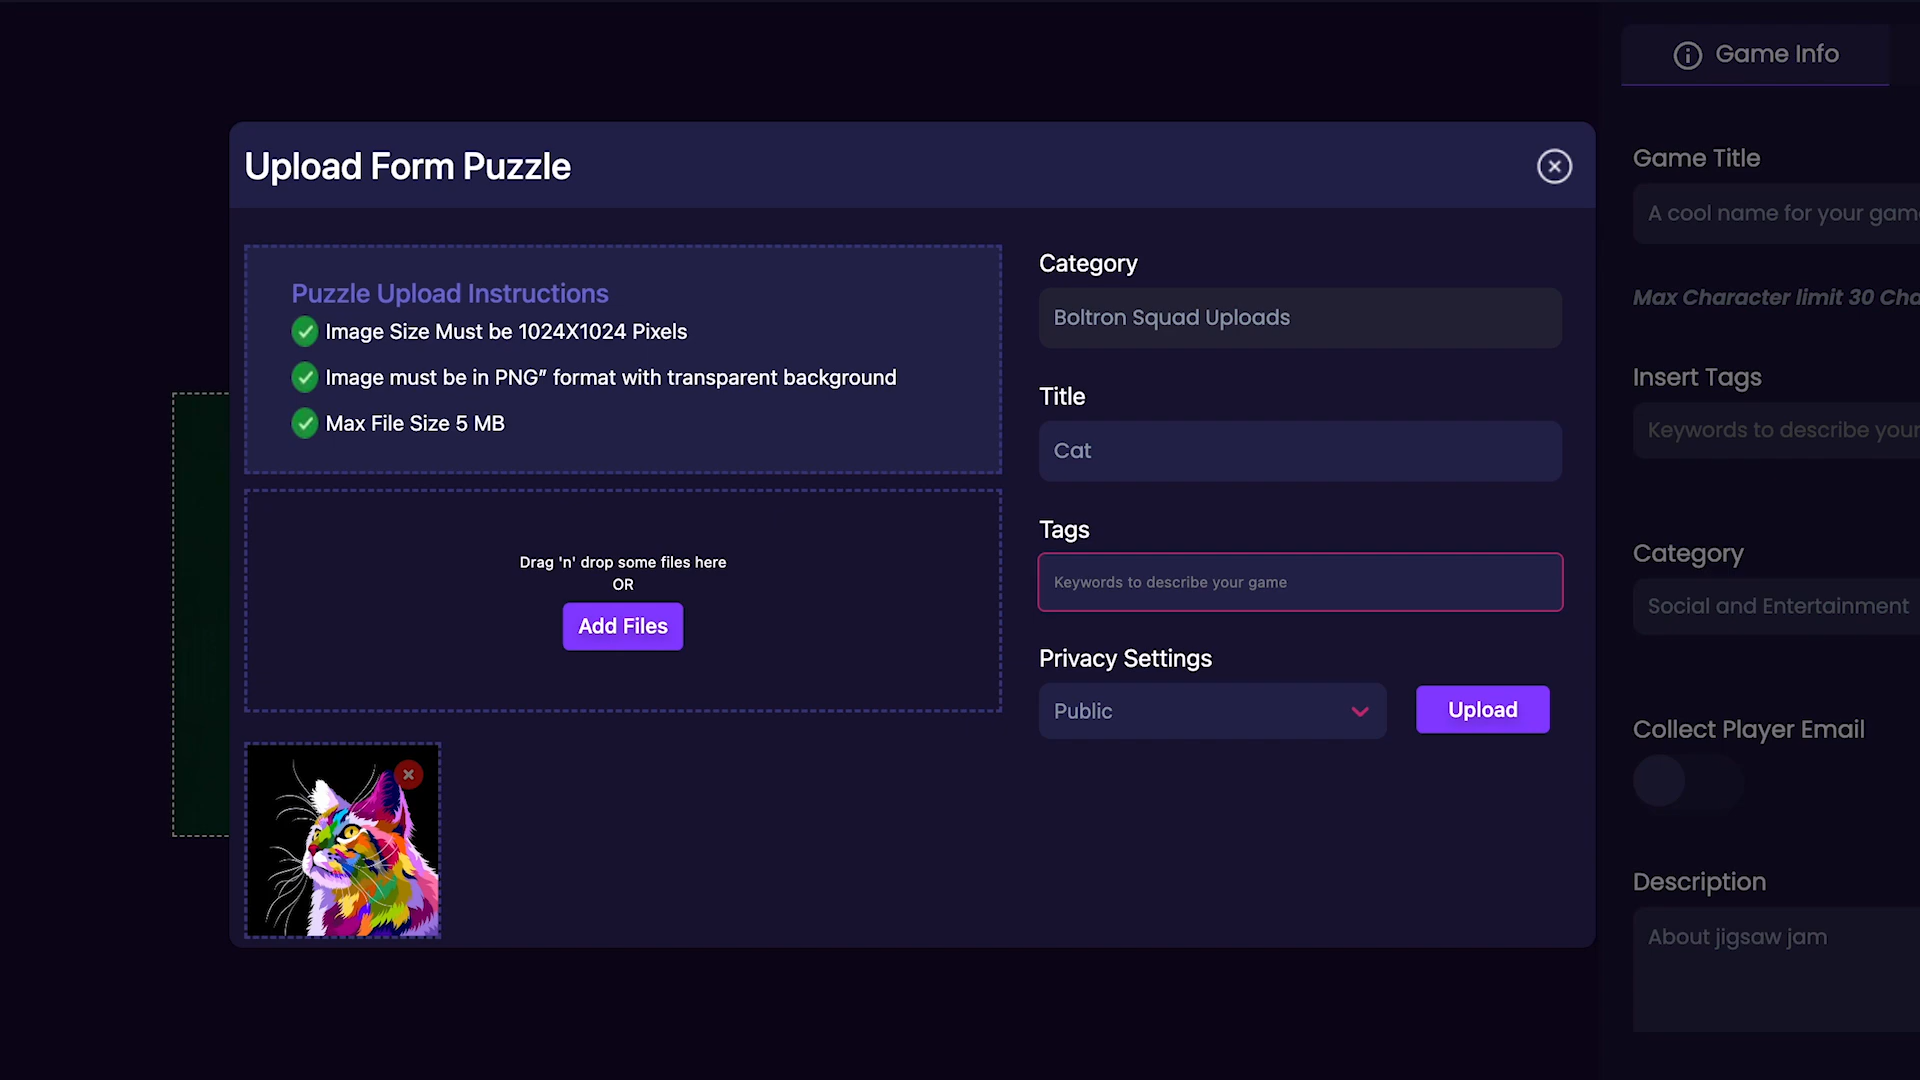 Upload Form Puzzle
Puzzle Upload Instructions
Image Size Must be 1024X1024 Pixels
Image must be in PNG” format with transparent background
Max File Size 5 MB
Drag 'n' drop some files here
OR
Add Files
Category
Boltron Squad Uploads
Title
Cat
Tags
Keywords to describe your game
Privacy Settings
Public
Upload
Game Info
Game Title
A cool name for your gam
Max Character limit 30 Cha
Insert Tags
Keywords to describe your
Category
Social and Entertainment
Collect Player Email
Description
About jigsaw jam